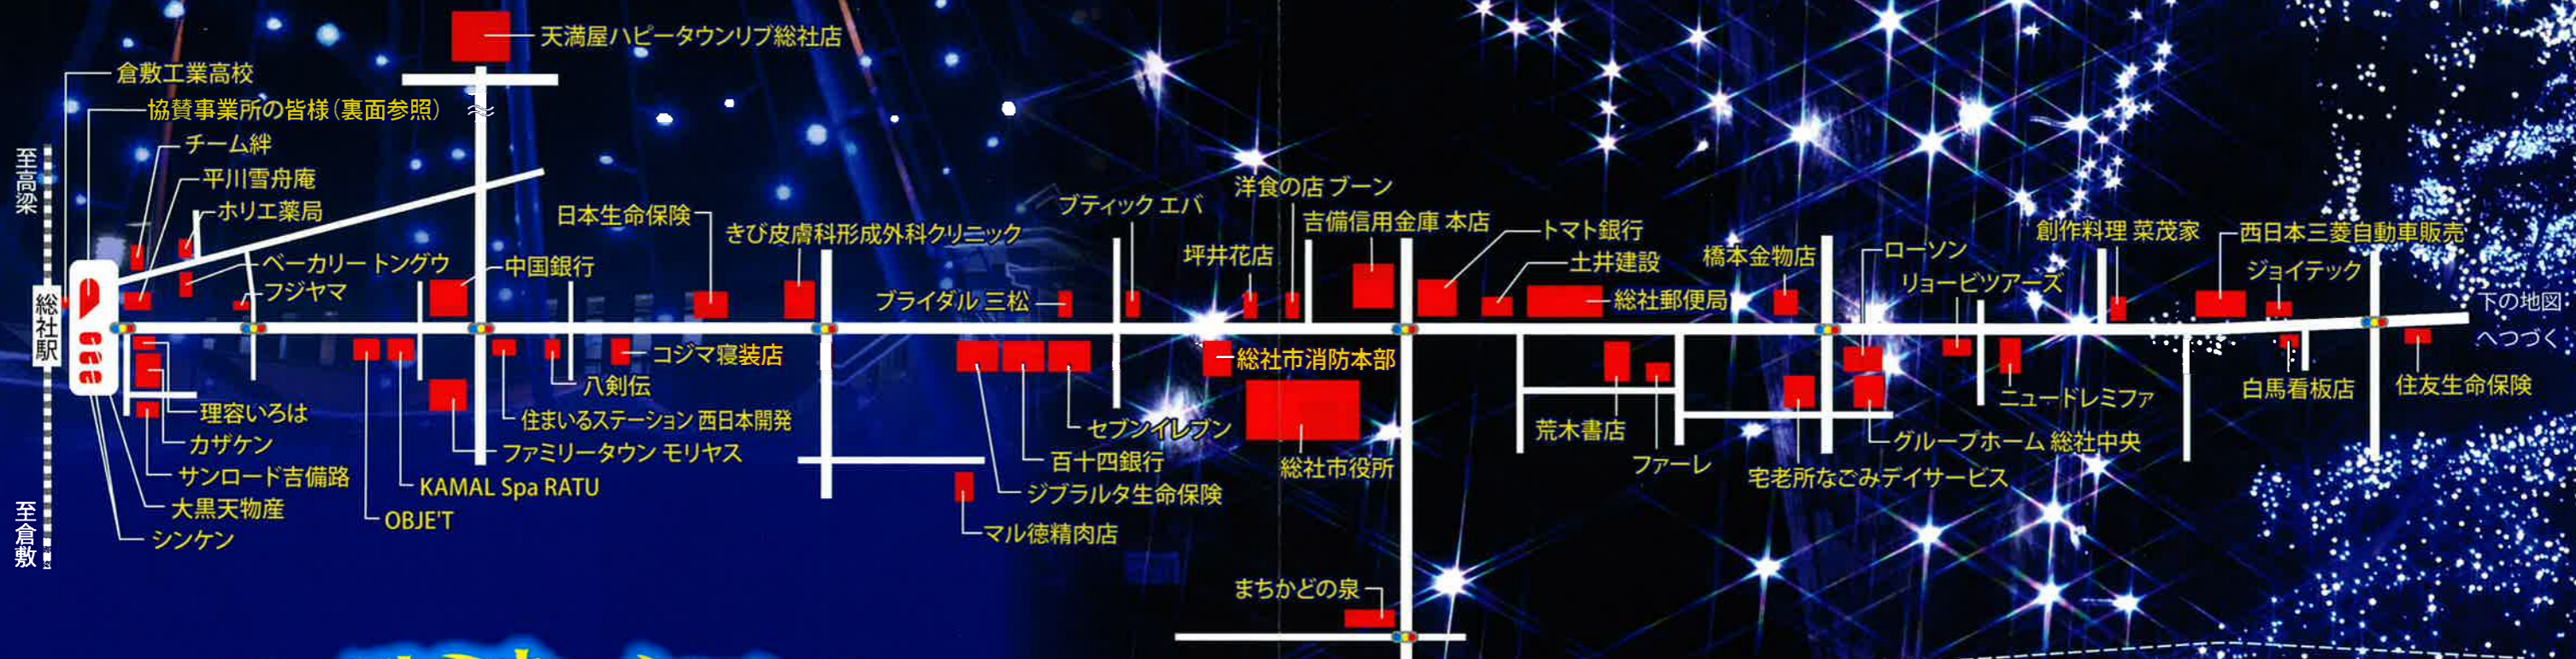 天満屋ハピータウンリブ総社店
倉敷工業高校
協賛事業所の皆様(裏面参照)
チーム絆
平川雪舟庵
ホリエ薬局
ベーカリー トングウ
フジヤマ
至高梁
総社駅
至倉敷
中国銀行
日本生命保険
きび皮膚科形成外科クリニック
ブライダル 三松
ブティック エバ
洋食の店 ブーン
坪井花店
吉備信用金庫 本店
トマト銀行
土井建設
総社郵便局
橋本金物店
ローソン
リョービツアーズ
創作料理 菜茂家
西日本三菱自動車販売
ジョイテック
下の地図
へつづく
理容いろは
カザケン
サンロード吉備路
大黒天物産
シンケン
OBJE'T
KAMAL Spa RATU
ファミリータウン モリヤス
住まいるステーション 西日本開発
八剣伝
コジマ寝装店
マル徳精肉店
ジブラルタ生命保険
百十四銀行
セブンイレブン
総社市消防本部
総社市役所
まちかどの泉
荒木書店
ファーレ
宅老所なごみデイサービス
グループホーム 総社中央
ニュードレミファ
白馬看板店
住友生命保険